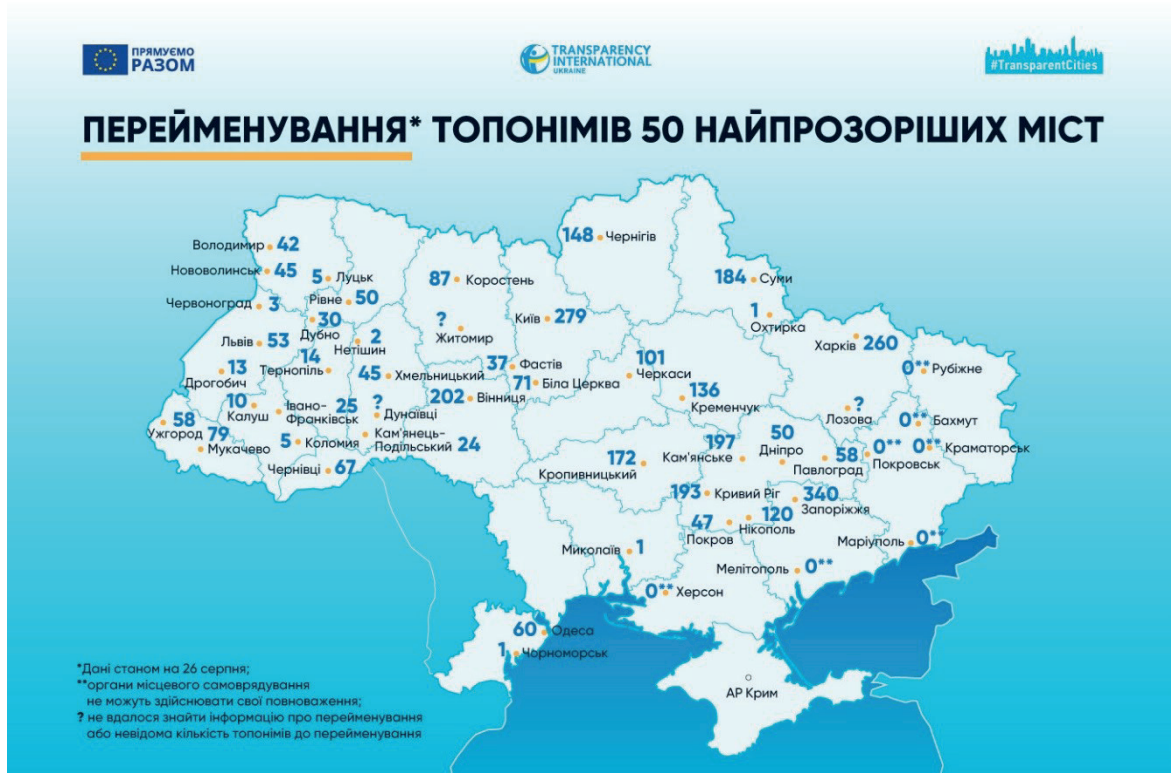 ПРЯМУЄМО
РАЗОМ
TRANSPARENCY
INTERNATIONAL
UKRAINE
#TransparentCities
ПЕРЕЙМЕНУВАННЯ* ТОПОНІМІВ 50 НАЙПРОЗОРІШИХ МІСТ
148 Чернігів
Володимир 42
Нововолинськ 45
5 Луцьк
87 Коростень
184 Суми
Червоноград 3
Рівне 50
30
Дубно
?
Житомир
Київ 279
1
Охтирка
Львів 53
2
Нетішин
Харків 260
14
Тернопіль
37 Фастів
101
Черкаси
0** Рубіжне
13
Дрогобич
45 Хмельницький
71 Біла Церква
10
Калуш
Івано-
Франківськ 25
?
Дунаївці
202 Вінниця
136
Кременчук
?
Лозова
0** Бахмут
58
Ужгород
79
Мукачево
5 Коломия
Кам'янець-
Подільський 24
197
Кам'янське
50
Дніпро
58
Павлоград
0**
Покровськ
0** Краматорськ
Чернівці 67
172
Кропивницький
193 Кривий Ріг
340
Запоріжжя
47
Покров
120
Нікополь
Миколаїв 1
Маріуполь 0**
Мелітополь 0**
0** Херсон
60 Одеса
1 Чорноморськ
АР Крим
*Дані станом на 26 серпня;
**органи місцевого самоврядування
не можуть здійснювати свої повноваження;
? не вдалося знайти інформацію про перейменування
або невідома кількість топонімів до перейменування